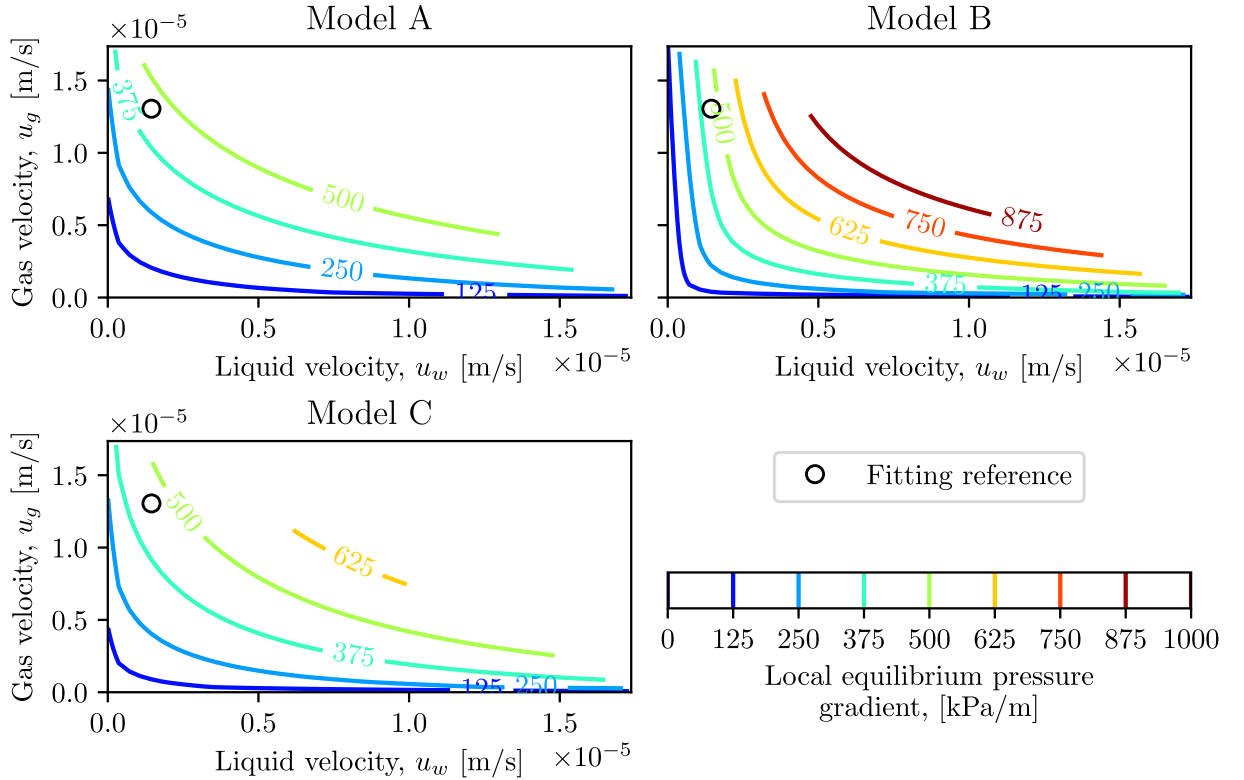 Model A
×10⁻⁵
Gas velocity, u_g [m/s]
1.5
1.0
0.5
0.0
375
500
250
125
0.0 0.5 1.0 1.5
Liquid velocity, u_w [m/s]
×10⁻⁵
Model B
500
625
750
875
375
125
250
0.0 0.5 1.0 1.5
Liquid velocity, u_w [m/s]
×10⁻⁵
Model C
×10⁻⁵
Gas velocity, u_g [m/s]
1.5
1.0
0.5
0.0
500
625
375
125
250
0.0 0.5 1.0 1.5
Liquid velocity, u_w [m/s]
×10⁻⁵
Fitting reference
0 125 250 375 500 625 750 875 1000
Local equilibrium pressure
gradient, [kPa/m]